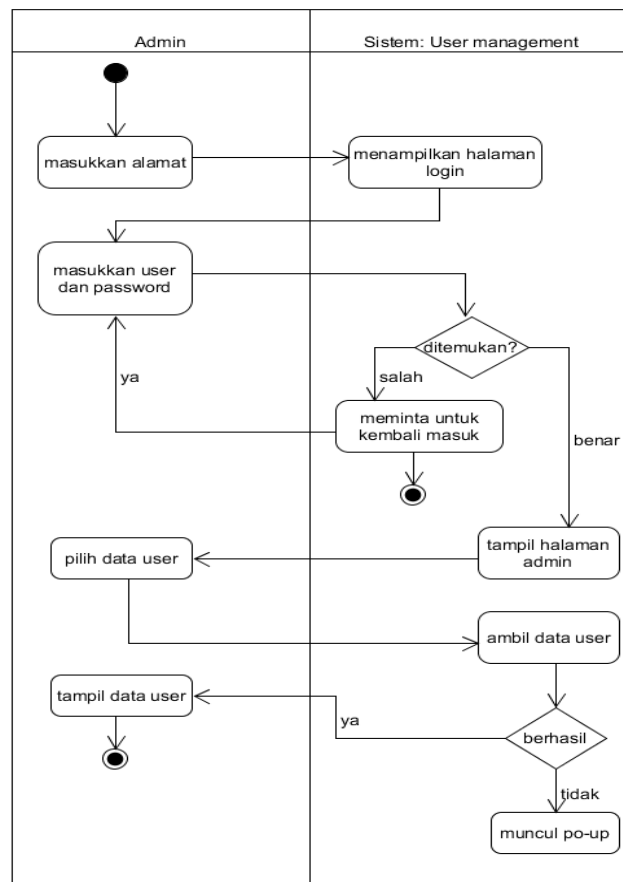 Admin
Sistem: User management
masukkan alamat
menampilkan halaman
login
masukkan user
dan password
ditemukan?
salah
ya
meminta untuk
kembali masuk
benar
pilih data user
tampil halaman
admin
ambil data user
tampil data user
ya
berhasil
tidak
muncul po-up